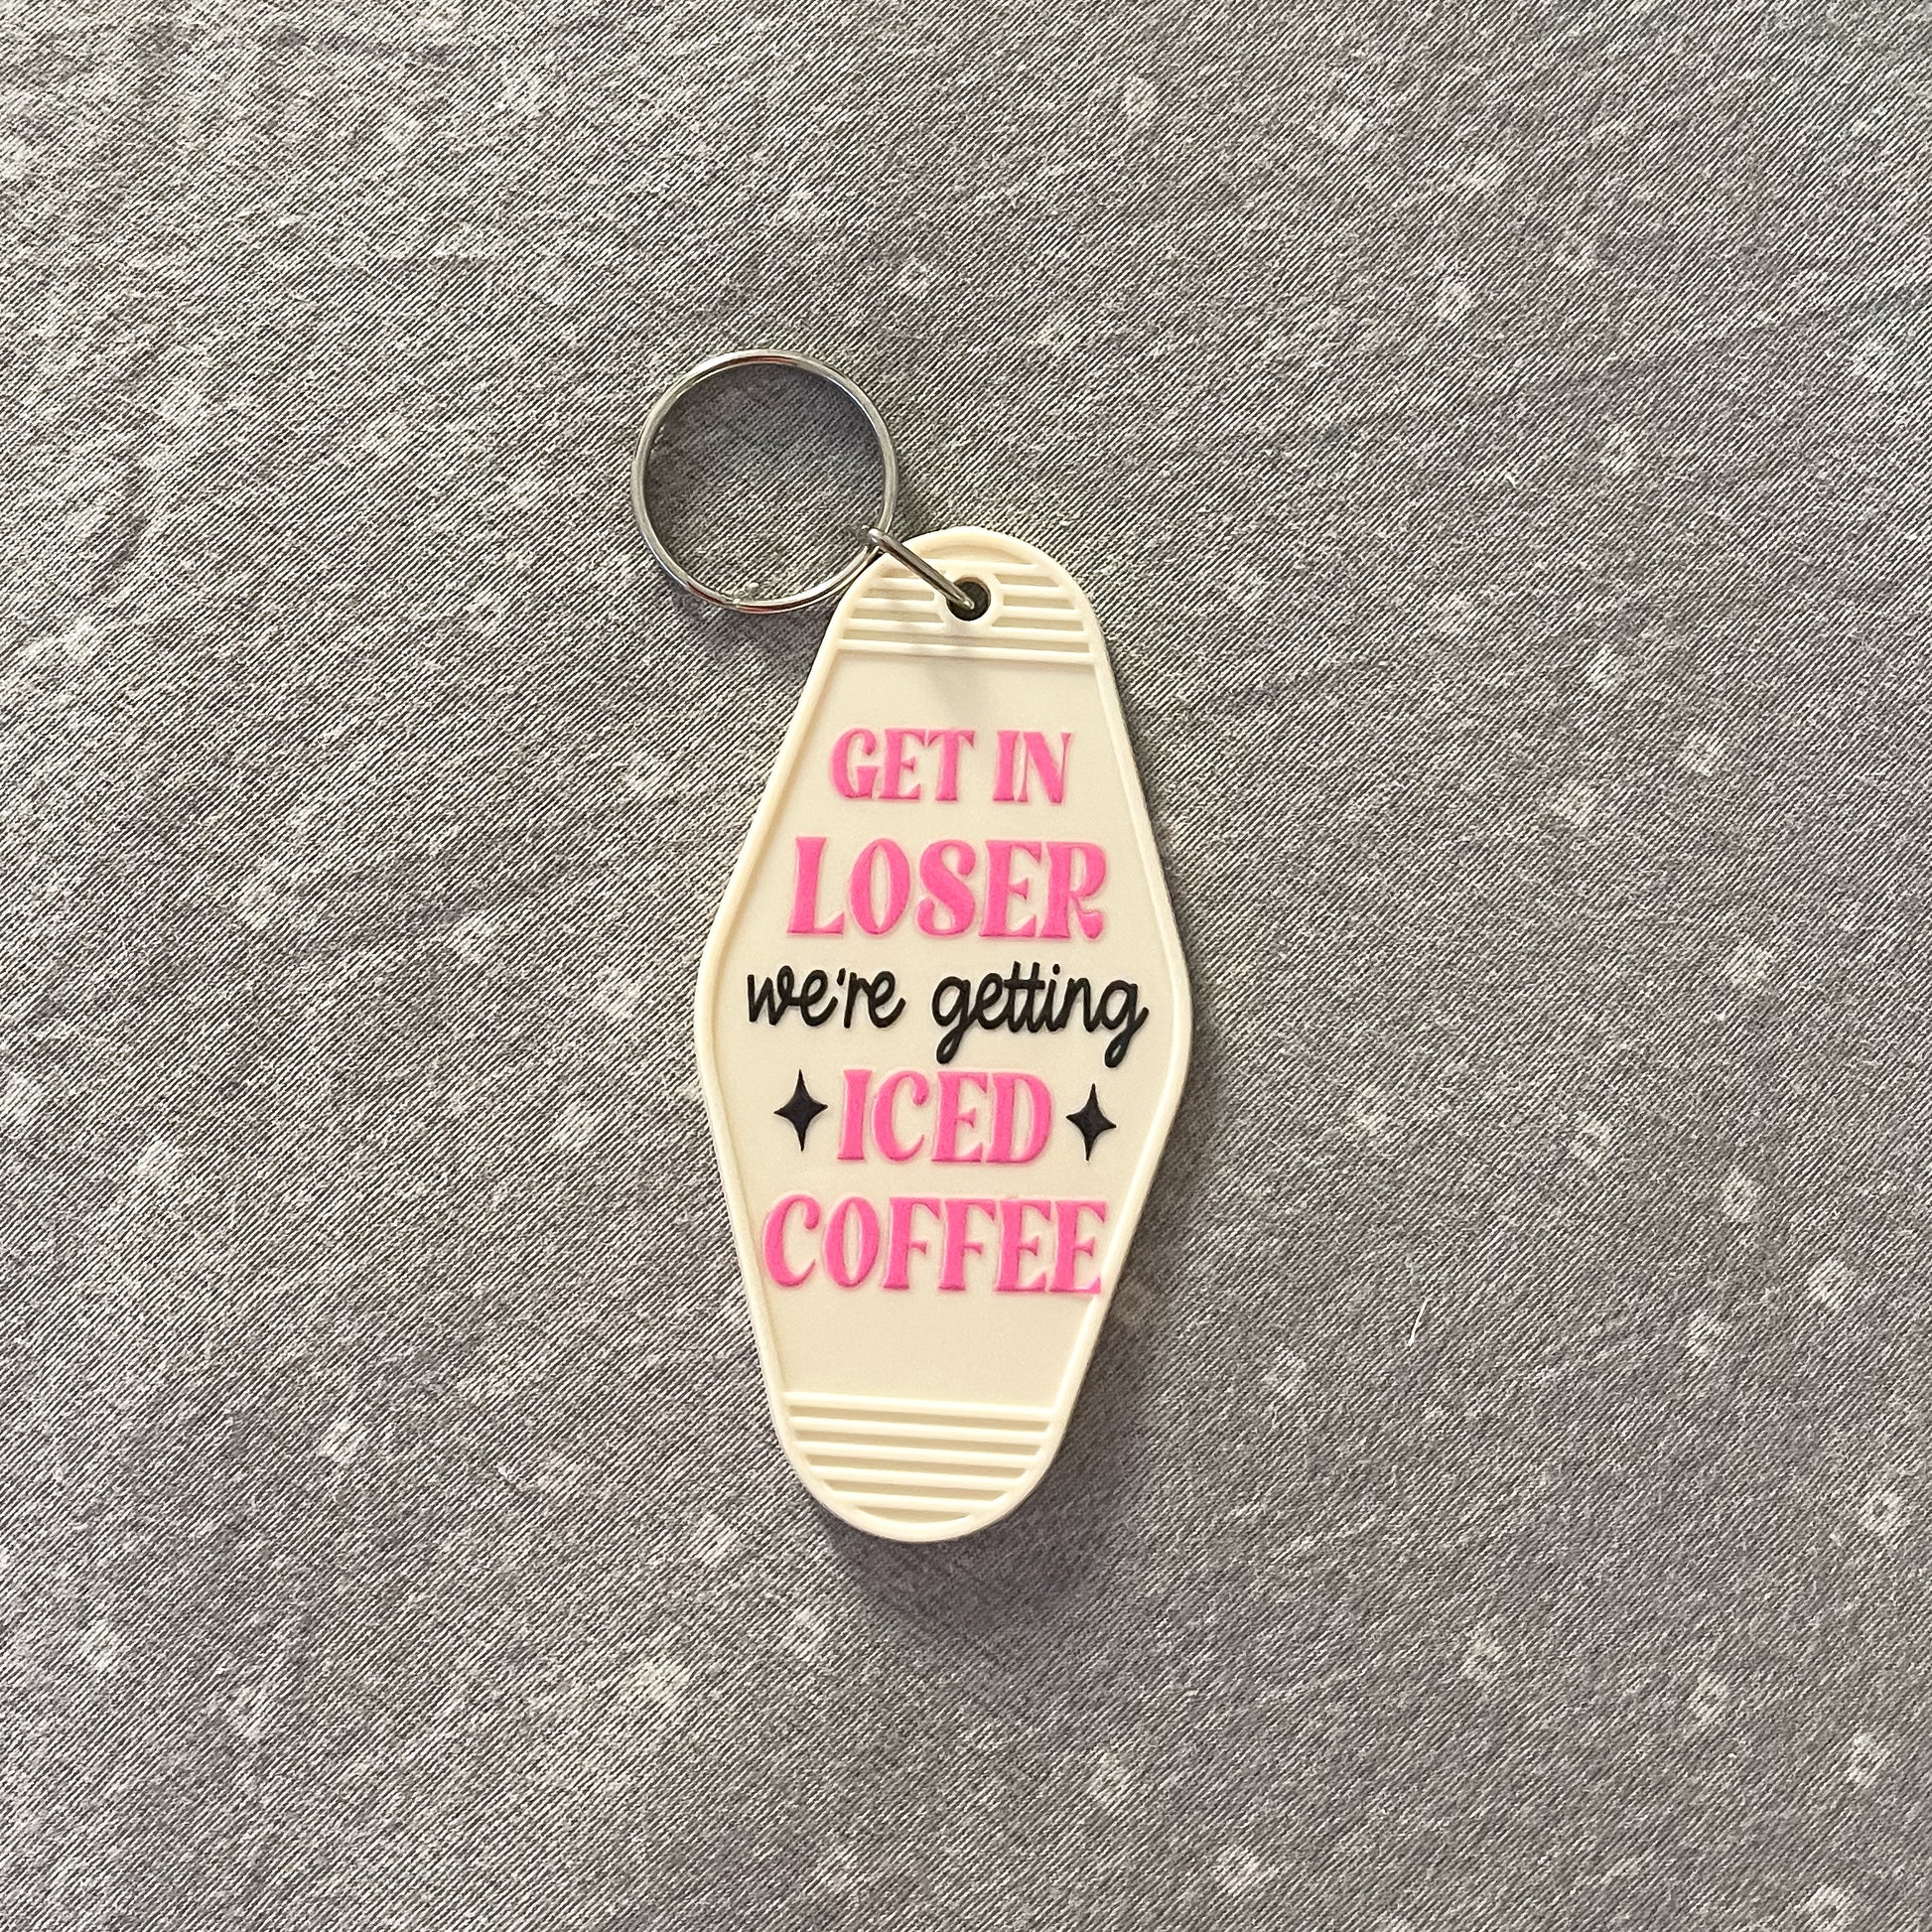 GET IN
LOSER
we're getting
ICED
COFFEE